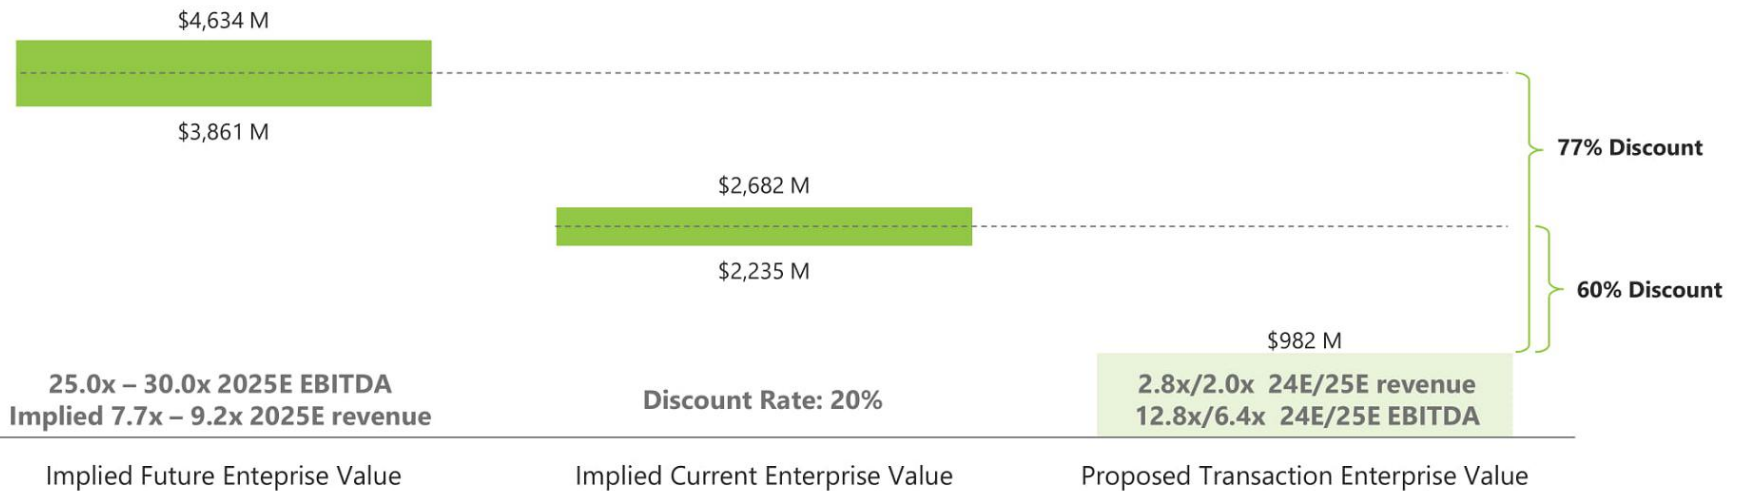 $4,634 M
$3,861 M
77% Discount
$2,682 M
$2,235 M
60% Discount
$982 M
25.0x – 30.0x 2025E EBITDA
Implied 7.7x – 9.2x 2025E revenue
Discount Rate: 20%
2.8x/2.0x 24E/25E revenue
12.8x/6.4x 24E/25E EBITDA
Implied Future Enteprise Value
Implied Current Enterprise Value
Proposed Transaction Enterprise Value